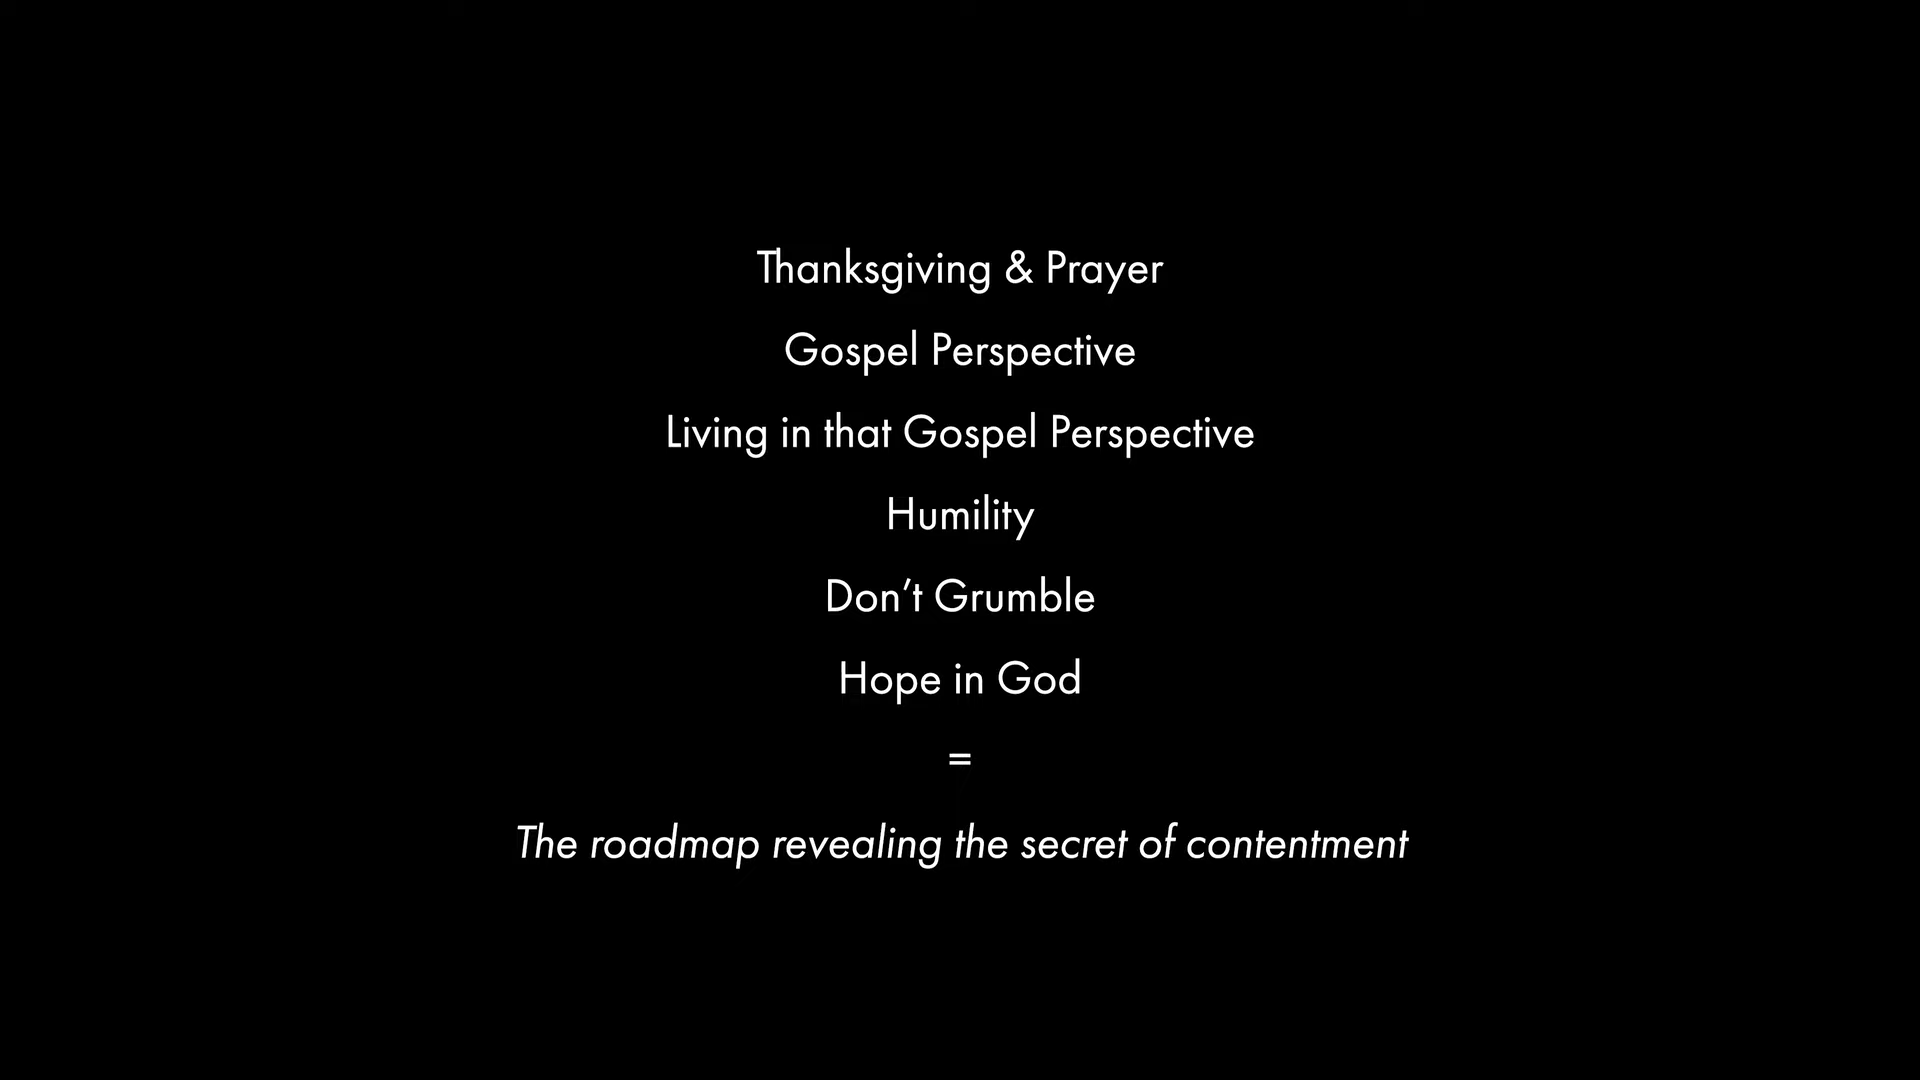 Thanksgiving & Prayer
Gospel Perspective
Living in that Gospel Perspective
Humility
Don’t Grumble
Hope in God
=
The roadmap revealing the secret of contentment